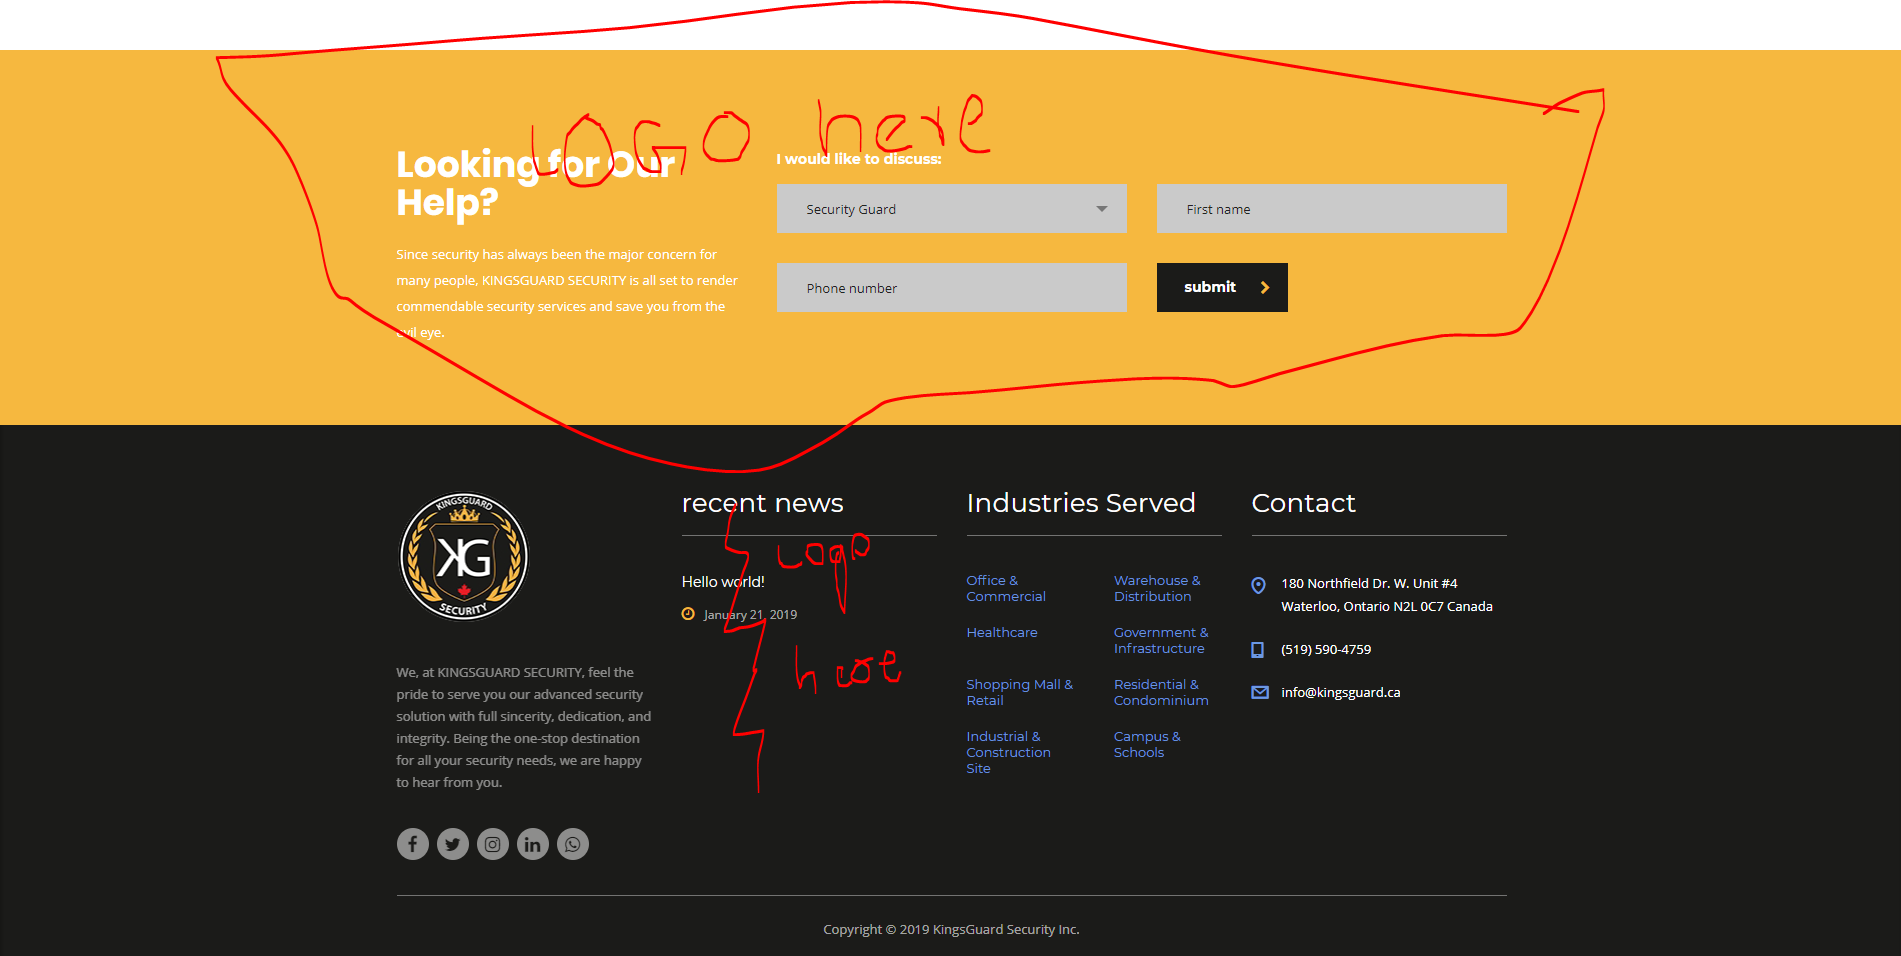 LOGO here
Looking for Our
Help?
Since security has always been the major concern for
many people, KINGSGUARD SECURITY is all set to render
commendable security services and save you from the
evil eye.
I would like to discuss:
Security Guard
First name
Phone number
submit
KINGSGUARD
KG
SECURITY
We, at KINGSGUARD SECURITY, feel the
pride to serve you our advanced security
solution with full sincerity, dedication, and
integrity. Being the one-stop destination
for all your security needs, we are happy
to hear from you.
recent news
Hello world!
January 21, 2019
Logo
here
Industries Served
Office &
Commercial
Warehouse &
Distribution
Healthcare
Government &
Infrastructure
Shopping Mall &
Retail
Residential &
Condominium
Industrial &
Construction
Site
Campus &
Schools
Contact
180 Northfield Dr. W. Unit #4
Waterloo, Ontario N2L 0C7 Canada
(519) 590-4759
info@kingsguard.ca
Copyright © 2019 KingsGuard Security Inc.